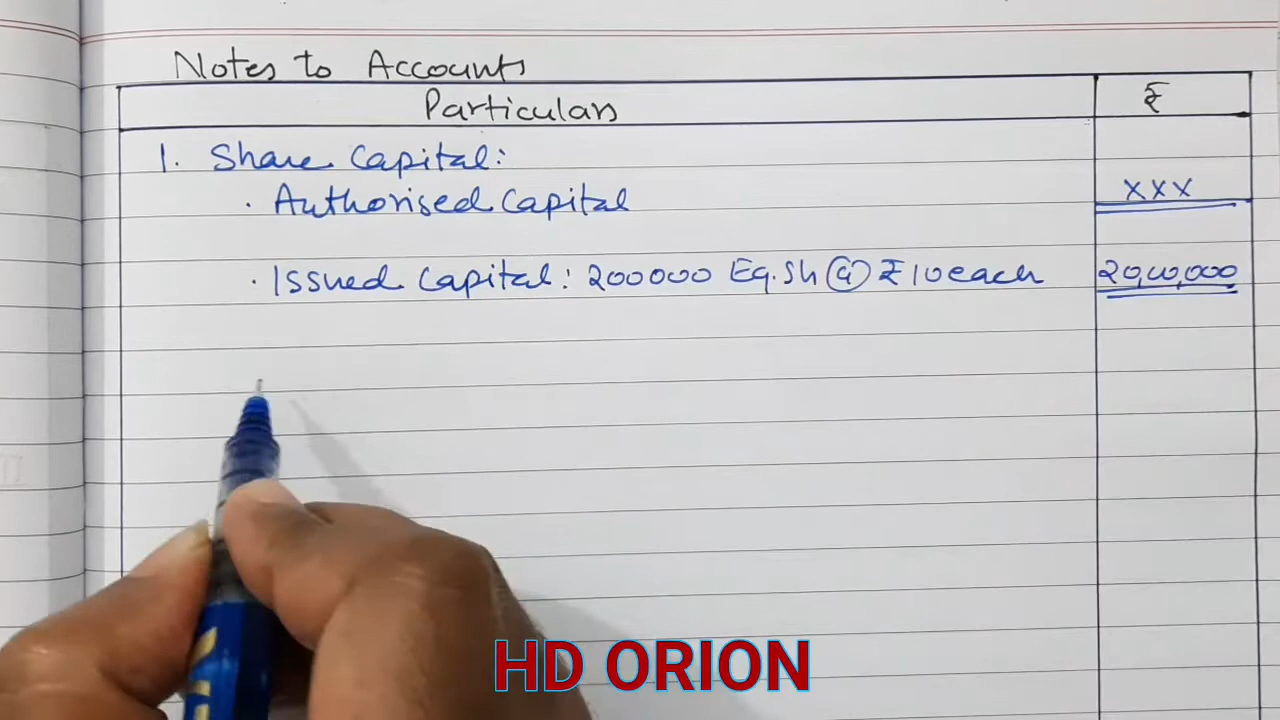 Notes to Accounts
Particulars ₹
1. Share Capital:
· Authorised Capital xxx
· Issued Capital: 200000 Eq.Sh @ ₹10 each 20,00,000
HD ORION